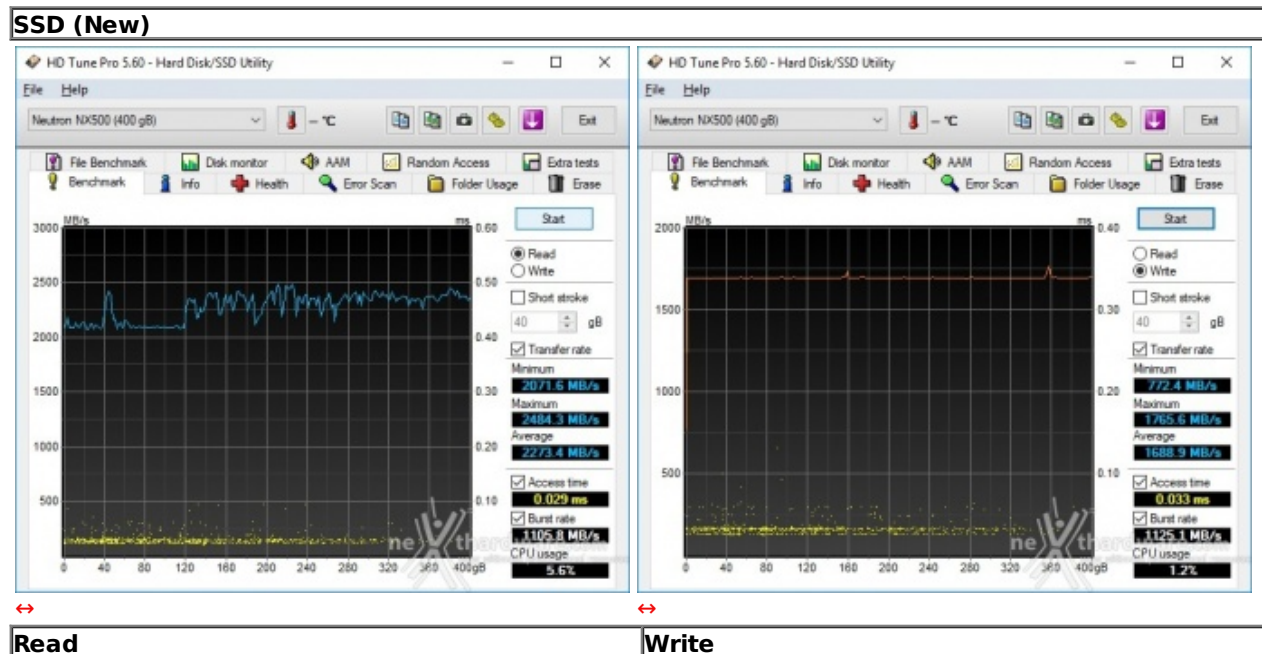 SSD (New)
HD Tune Pro 5.60 - Hard Disk/SSD Utility
File Help
Neutron NX500 (400 gB)
– °C
Exit
File Benchmark Disk monitor AAM Random Access Extra tests
Benchmark Info Health Error Scan Folder Usage Erase
MB/s ms
3000 0.60
2500 0.50
2000 0.40
1500 0.30
1000 0.20
500 0.10
0 40 80 120 160 200 240 280 320 360 400gB
Start
Read
Write
Short stroke
40 gB
Transfer rate
Minimum
2071.6 MB/s
Maximum
2484.3 MB/s
Average
2273.4 MB/s
Access time
0.029 ms
Burst rate
1105.8 MB/s
CPU usage
5.6%
HD Tune Pro 5.60 - Hard Disk/SSD Utility
File Help
Neutron NX500 (400 gB)
– °C
Exit
File Benchmark Disk monitor AAM Random Access Extra tests
Benchmark Info Health Error Scan Folder Usage Erase
MB/s ms
2000 0.40
1500 0.30
1000 0.20
500 0.10
0 40 80 120 160 200 240 280 320 360 400gB
Start
Read
Write
Short stroke
40 gB
Transfer rate
Minimum
772.4 MB/s
Maximum
1765.6 MB/s
Average
1688.9 MB/s
Access time
0.033 ms
Burst rate
1125.1 MB/s
CPU usage
1.2%
↔ ↔
Read Write